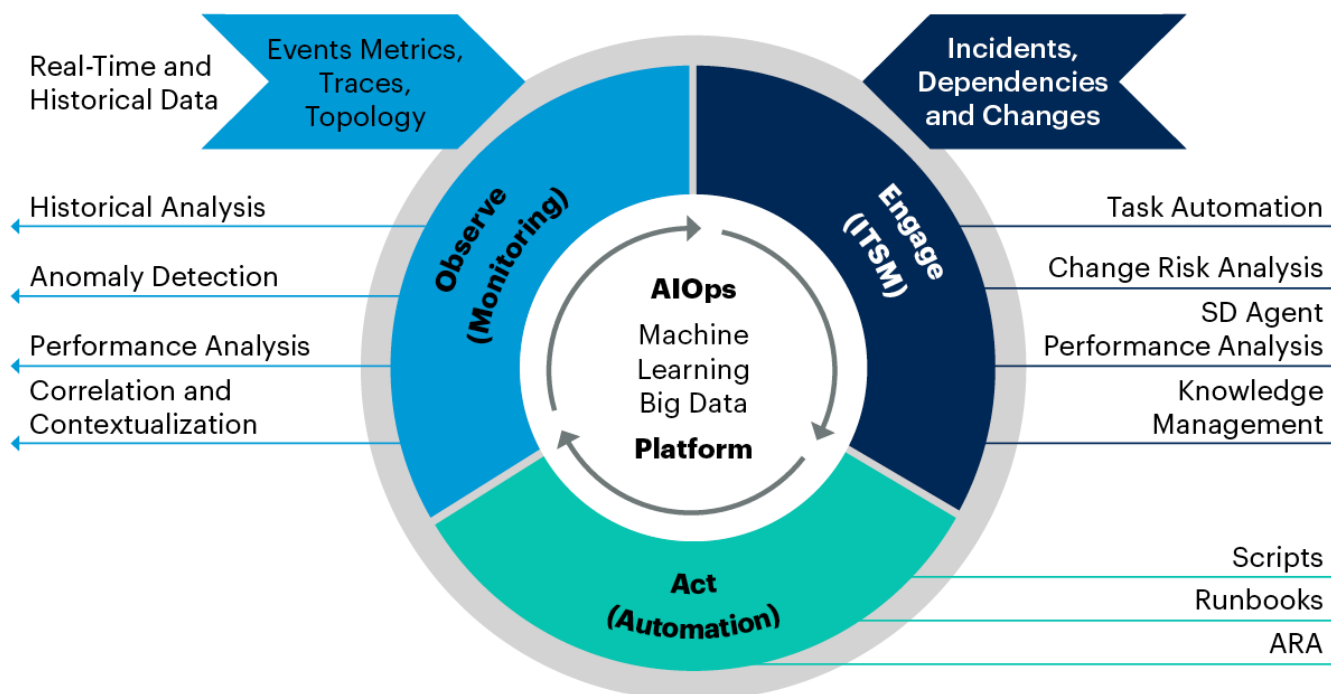 Real-Time and
Historical Data
Events Metrics,
Traces,
Topology
Incidents,
Dependencies
and Changes
Historical Analysis
Anomaly Detection
Performance Analysis
Correlation and
Contextualization
Observe
(Monitoring)
AIOps
Machine
Learning
Big Data
Platform
Engage
(ITSM)
Task Automation
Change Risk Analysis
SD Agent
Performance Analysis
Knowledge
Management
Act
(Automation)
Scripts
Runbooks
ARA